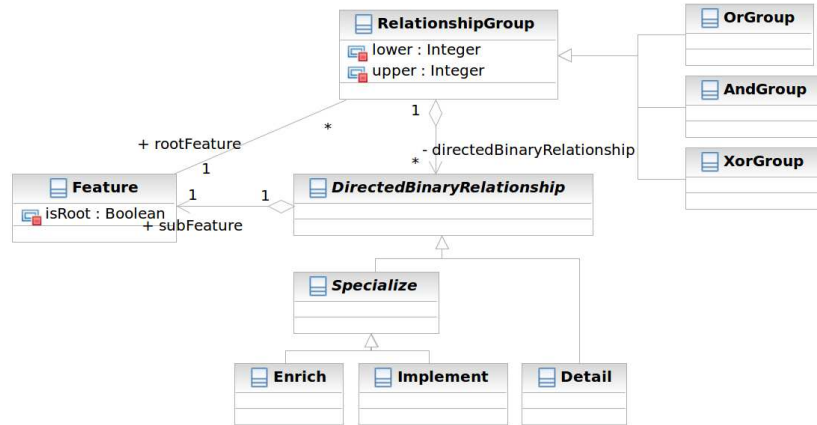 RelationshipGroup
lower : Integer
upper : Integer
OrGroup
AndGroup
XorGroup
1
*
+ rootFeature
1
- directedBinaryRelationship
*
Feature
isRoot : Boolean
1
1
+ subFeature
DirectedBinaryRelationship
Specialize
Enrich
Implement
Detail